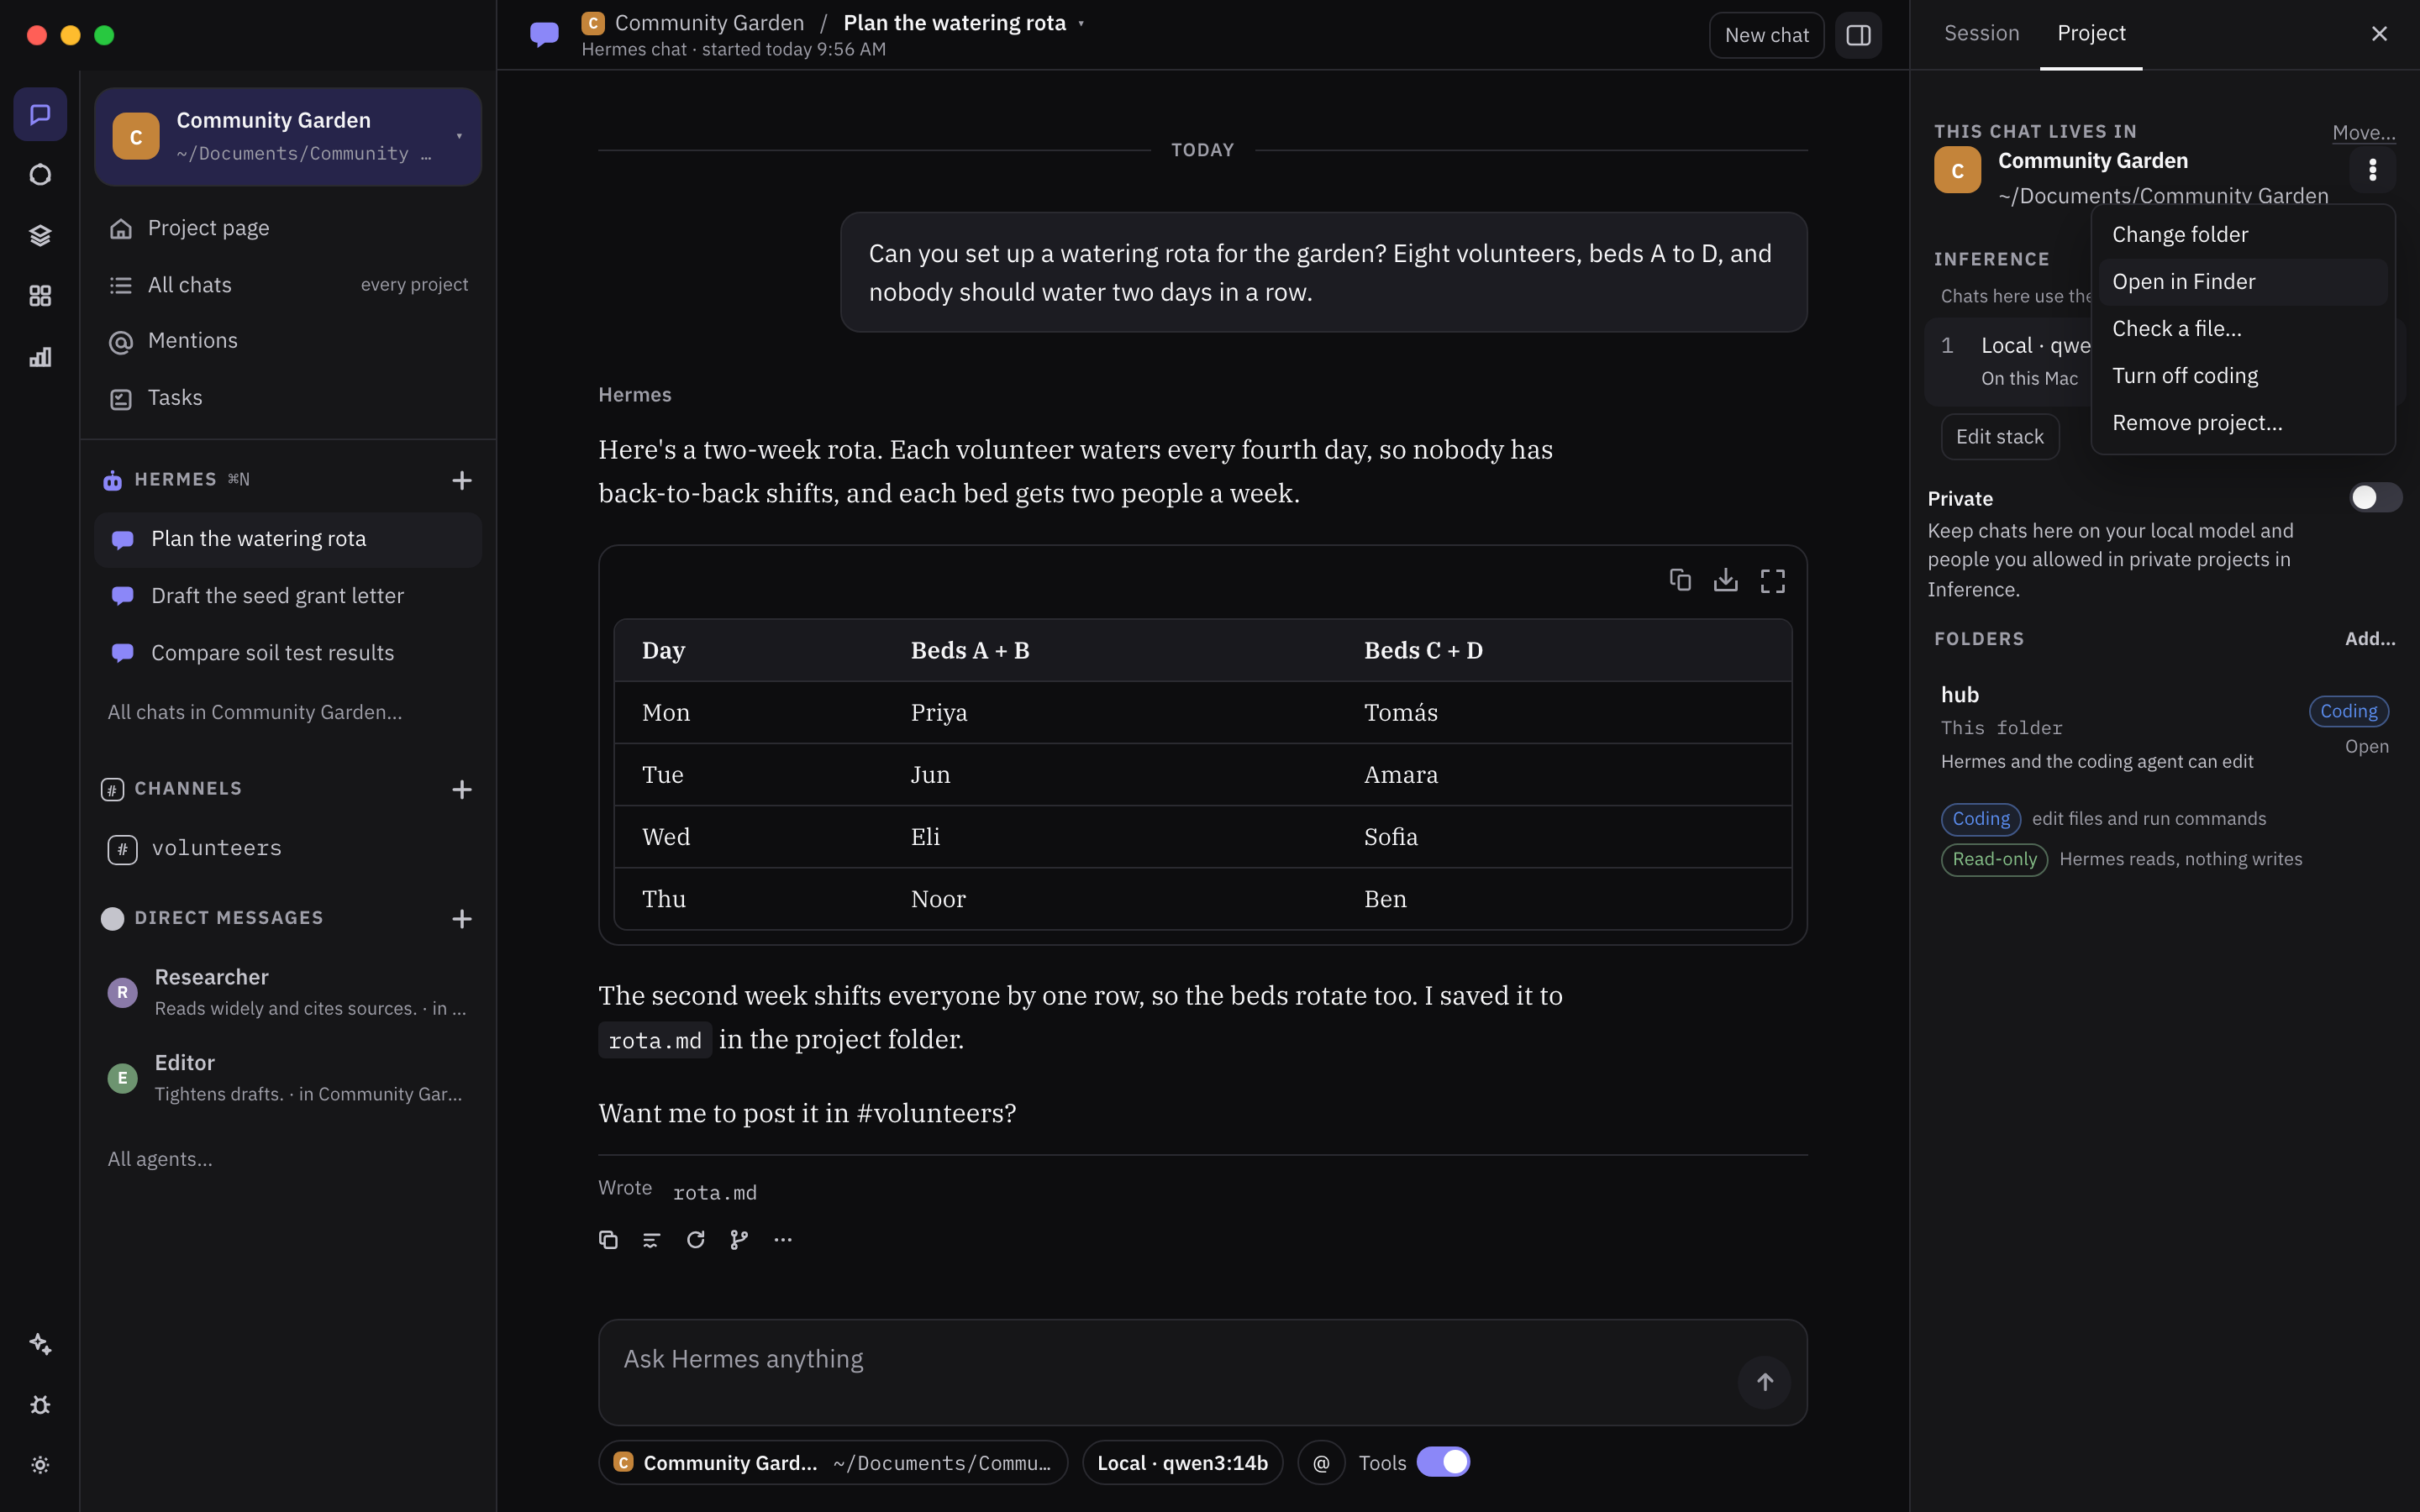 C Community Garden / Plan the watering rota
Hermes chat · started today 9:56 AM
New chat
Session
Project
C
Community Garden
~/Documents/Community …
Project page
All chats
every project
Mentions
Tasks
HERMES ⌘N
Plan the watering rota
Draft the seed grant letter
Compare soil test results
All chats in Community Garden...
# CHANNELS
# volunteers
DIRECT MESSAGES
R
Researcher
Reads widely and cites sources. · in ...
E
Editor
Tightens drafts. · in Community Gar...
All agents...
TODAY
Can you set up a watering rota for the garden? Eight volunteers, beds A to D, and
nobody should water two days in a row.
Hermes
Here's a two-week rota. Each volunteer waters every fourth day, so nobody has
back-to-back shifts, and each bed gets two people a week.
Day Beds A + B Beds C + D
Mon Priya Tomás
Tue Jun Amara
Wed Eli Sofia
Thu Noor Ben
The second week shifts everyone by one row, so the beds rotate too. I saved it to
rota.md in the project folder.
Want me to post it in #volunteers?
Wrote rota.md
Ask Hermes anything
C Community Gard... ~/Documents/Commu…
Local · qwen3:14b
@
Tools
THIS CHAT LIVES IN
Move...
C
Community Garden
~/Documents/Community Garden
Change folder
Open in Finder
Check a file...
Turn off coding
Remove project...
INFERENCE
Chats here use the
1 Local · qwe
On this Mac
Edit stack
Private
Keep chats here on your local model and
people you allowed in private projects in
Inference.
FOLDERS
Add...
hub
This folder
Hermes and the coding agent can edit
Coding
Open
Coding edit files and run commands
Read-only Hermes reads, nothing writes